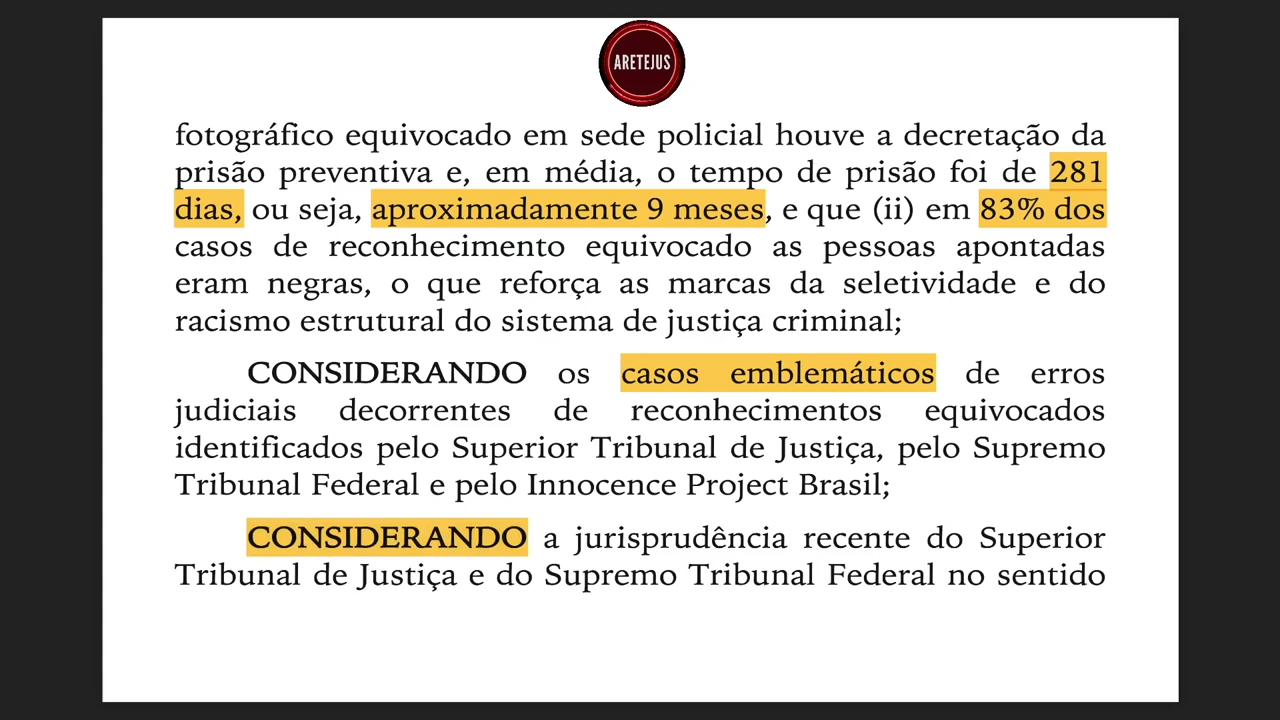 ARETEJUS
fotográfico equivocado em sede policial houve a decretação da
prisão preventiva e, em média, o tempo de prisão foi de 281
dias, ou seja, aproximadamente 9 meses, e que (ii) em 83% dos
casos de reconhecimento equivocado as pessoas apontadas
eram negras, o que reforça as marcas da seletividade e do
racismo estrutural do sistema de justiça criminal;
CONSIDERANDO os casos emblemáticos de erros
judiciais decorrentes de reconhecimentos equivocados
identificados pelo Superior Tribunal de Justiça, pelo Supremo
Tribunal Federal e pelo Innocence Project Brasil;
CONSIDERANDO a jurisprudência recente do Superior
Tribunal de Justiça e do Supremo Tribunal Federal no sentido